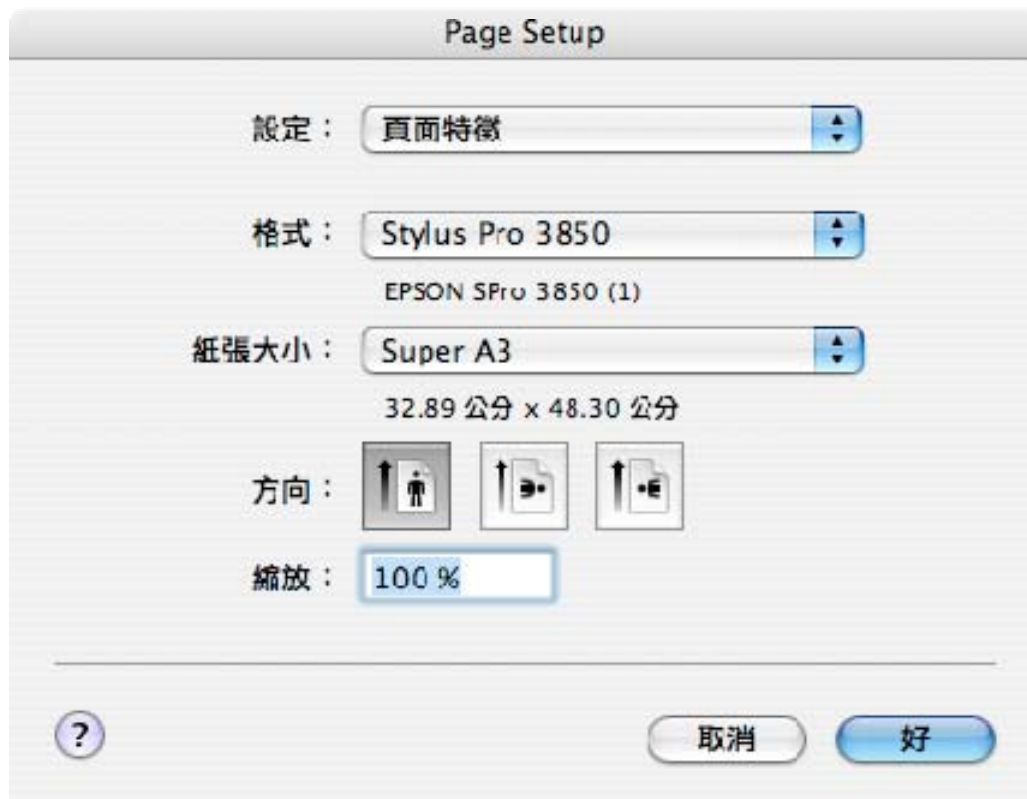 Page Setup
設定：頁面特徵
格式：Stylus Pro 3850
EPSON SPro 3850 (1)
紙張大小：Super A3
32.89 公分 x 48.30 公分
方向：
縮放：100 %
? 取消 好